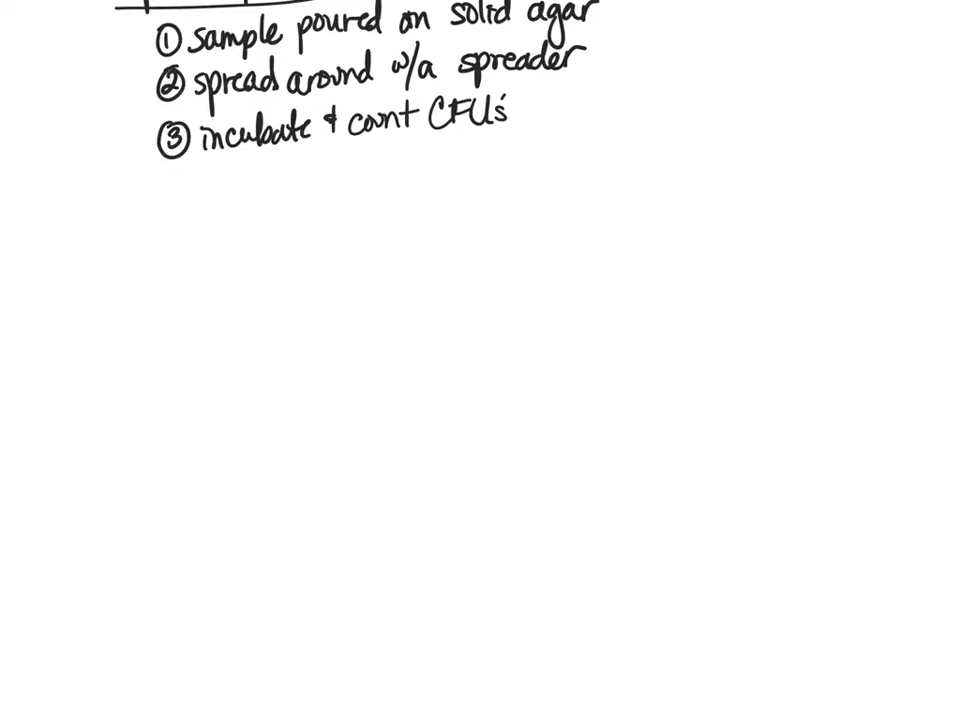 ① sample poured on solid agar
② spread around w/a spreader
③ incubate & count CFU's